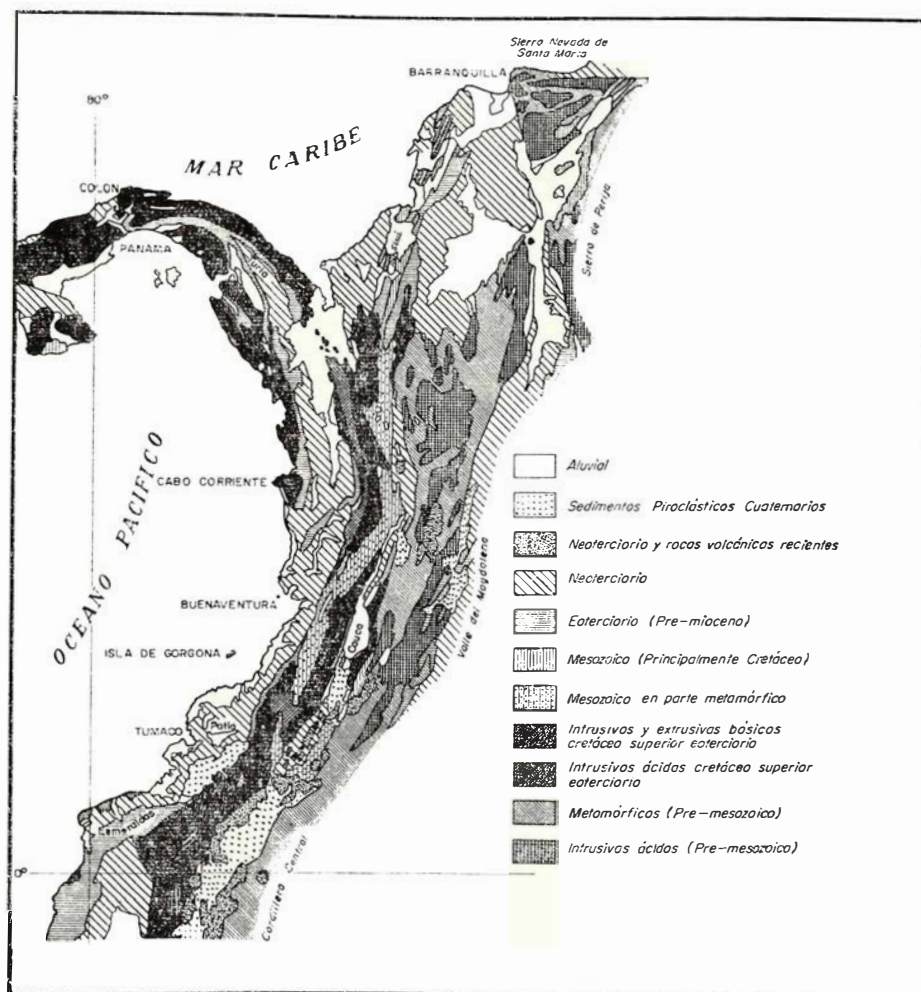 Sierra Nevada de
Santa Marta
BARRANQUILLA
80°
MAR CARIBE
COLON
PANAMA
Sierra de Perija
OCEANO PACIFICO
CABO CORRIENTE
BUENAVENTURA
ISLA DE GORGONA
Cauca
Valle del Magdalena
Patia
TUMACO
Esmeraldas
0°
Cordillera Central
Aluvial
Sedimentos Piroclásticos Cuaternarios
Neoterciario y rocas volcánicas recientes
Neoterciario
Eoterciario (Pre-mioceno)
Mesozoico (Principalmente Cretáceo)
Mesozoico en parte metamórfico
Intrusivos y extrusivas básicos
cretáceo superior eoterciario
Intrusivas ácidas cretáceo superior
eoterciario
Metamórficos (Pre-mesozoico)
Intrusivos ácidos (Pre-mesozoico)